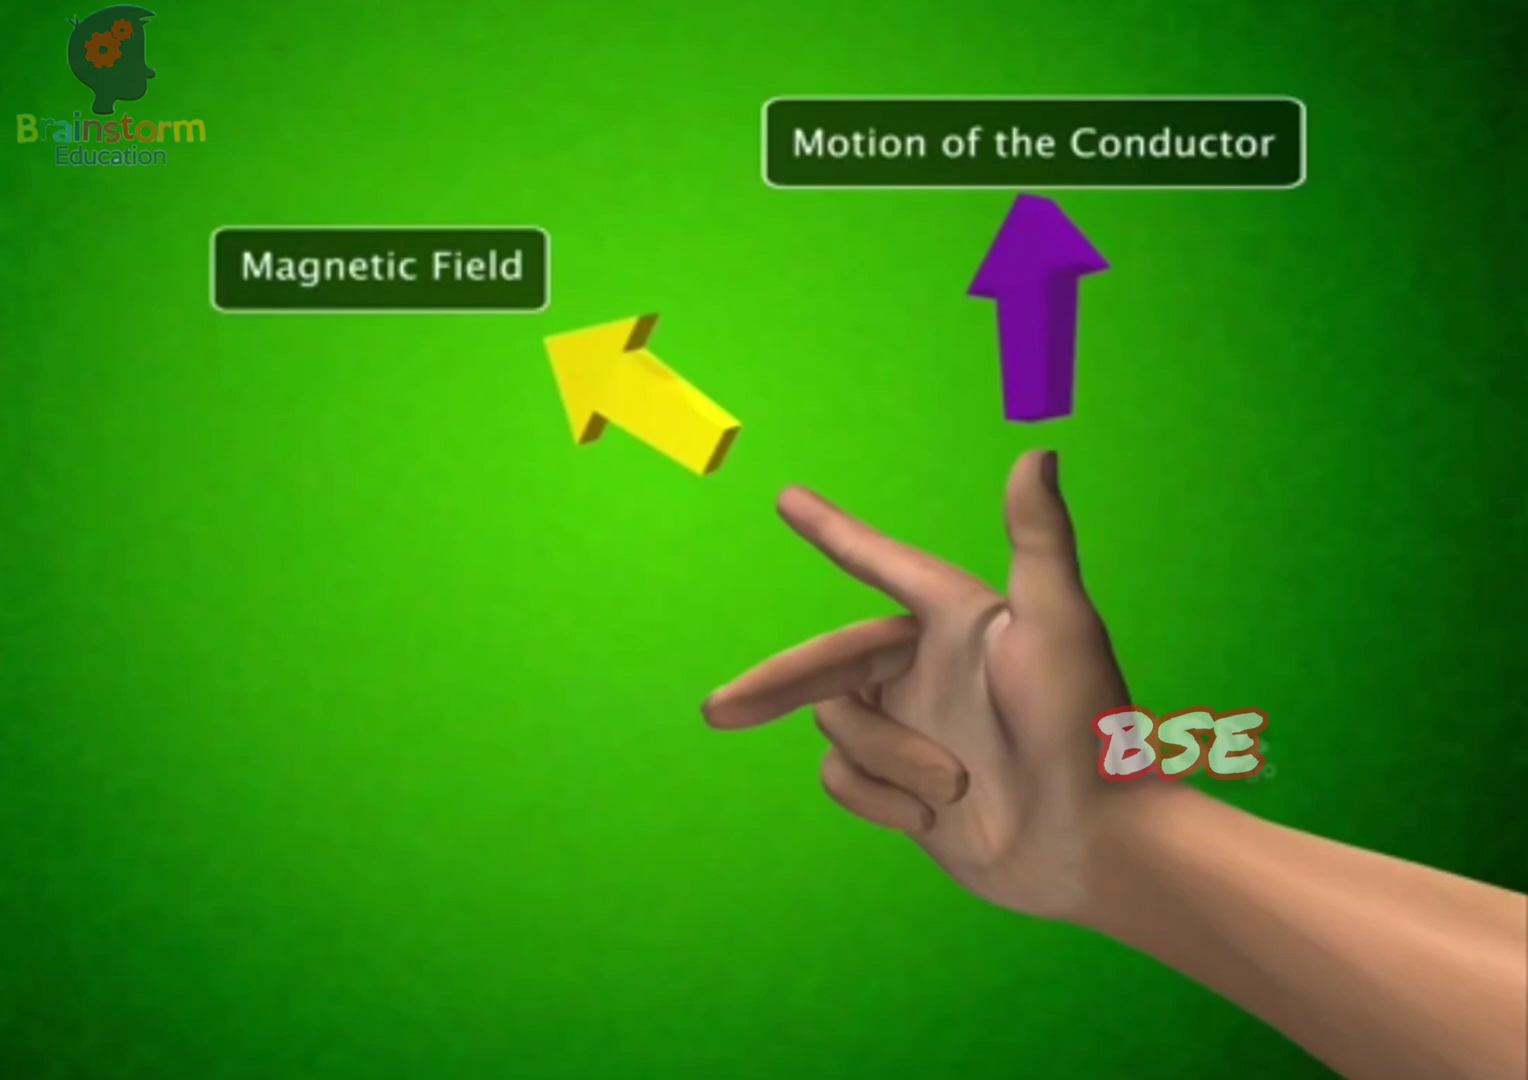 Brainstorm
Education
Motion of the Conductor
Magnetic Field
BSE